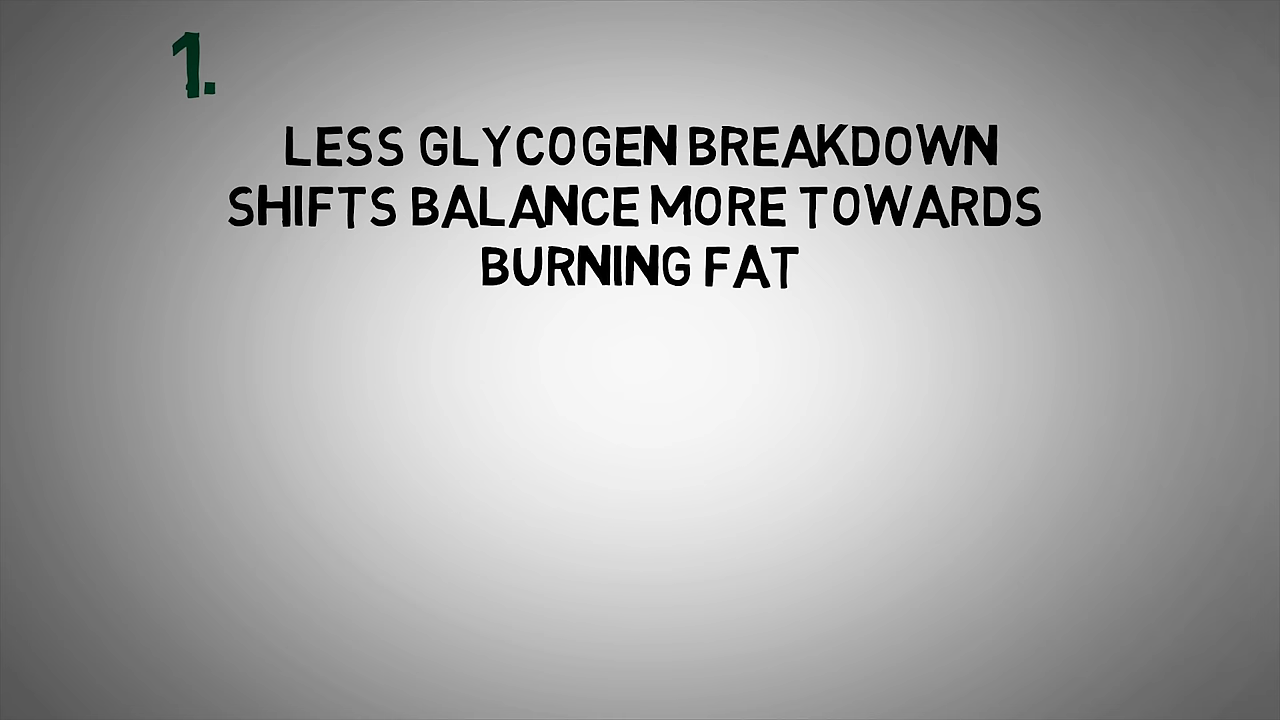 1.
LESS GLYCOGEN BREAKDOWN
SHIFTS BALANCE MORE TOWARDS
BURNING FAT